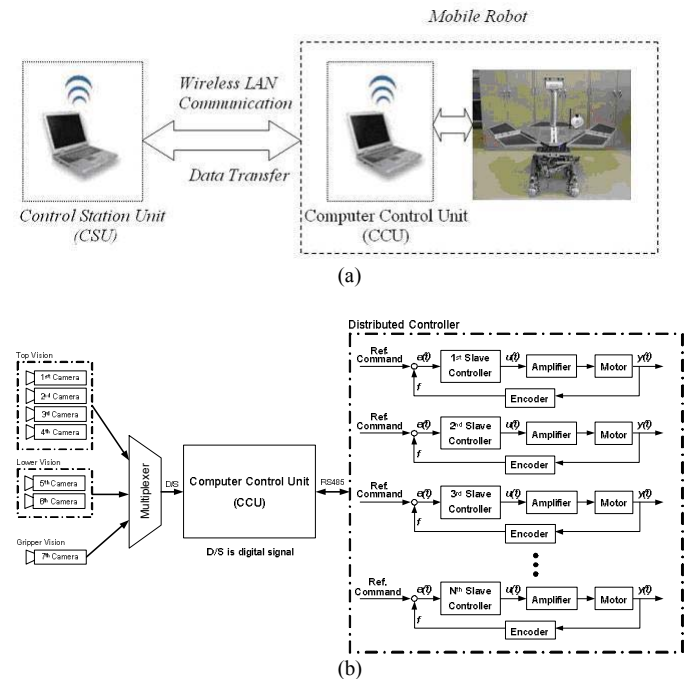 Mobile Robot
Wireless LAN
Communication
Data Transfer
Control Station Unit
(CSU)
Computer Control Unit
(CCU)
(a)
Distributed Controller
Top Vision
1st Camera
2nd Camera
3rd Camera
4th Camera
Lower Vision
5th Camera
6th Camera
Gripper Vision
7th Camera
Multiplexer
D/S
Computer Control Unit
(CCU)
D/S is digital signal
RS485
Ref.
Command
e(t)
f
1st Slave
Controller
u(t)
Amplifier
Motor
y(t)
Encoder
Ref.
Command
e(t)
f
2nd Slave
Controller
u(t)
Amplifier
Motor
y(t)
Encoder
Ref.
Command
e(t)
f
3rd Slave
Controller
u(t)
Amplifier
Motor
y(t)
Encoder
Ref.
Command
e(t)
f
Nth Slave
Controller
u(t)
Amplifier
Motor
y(t)
Encoder
(b)